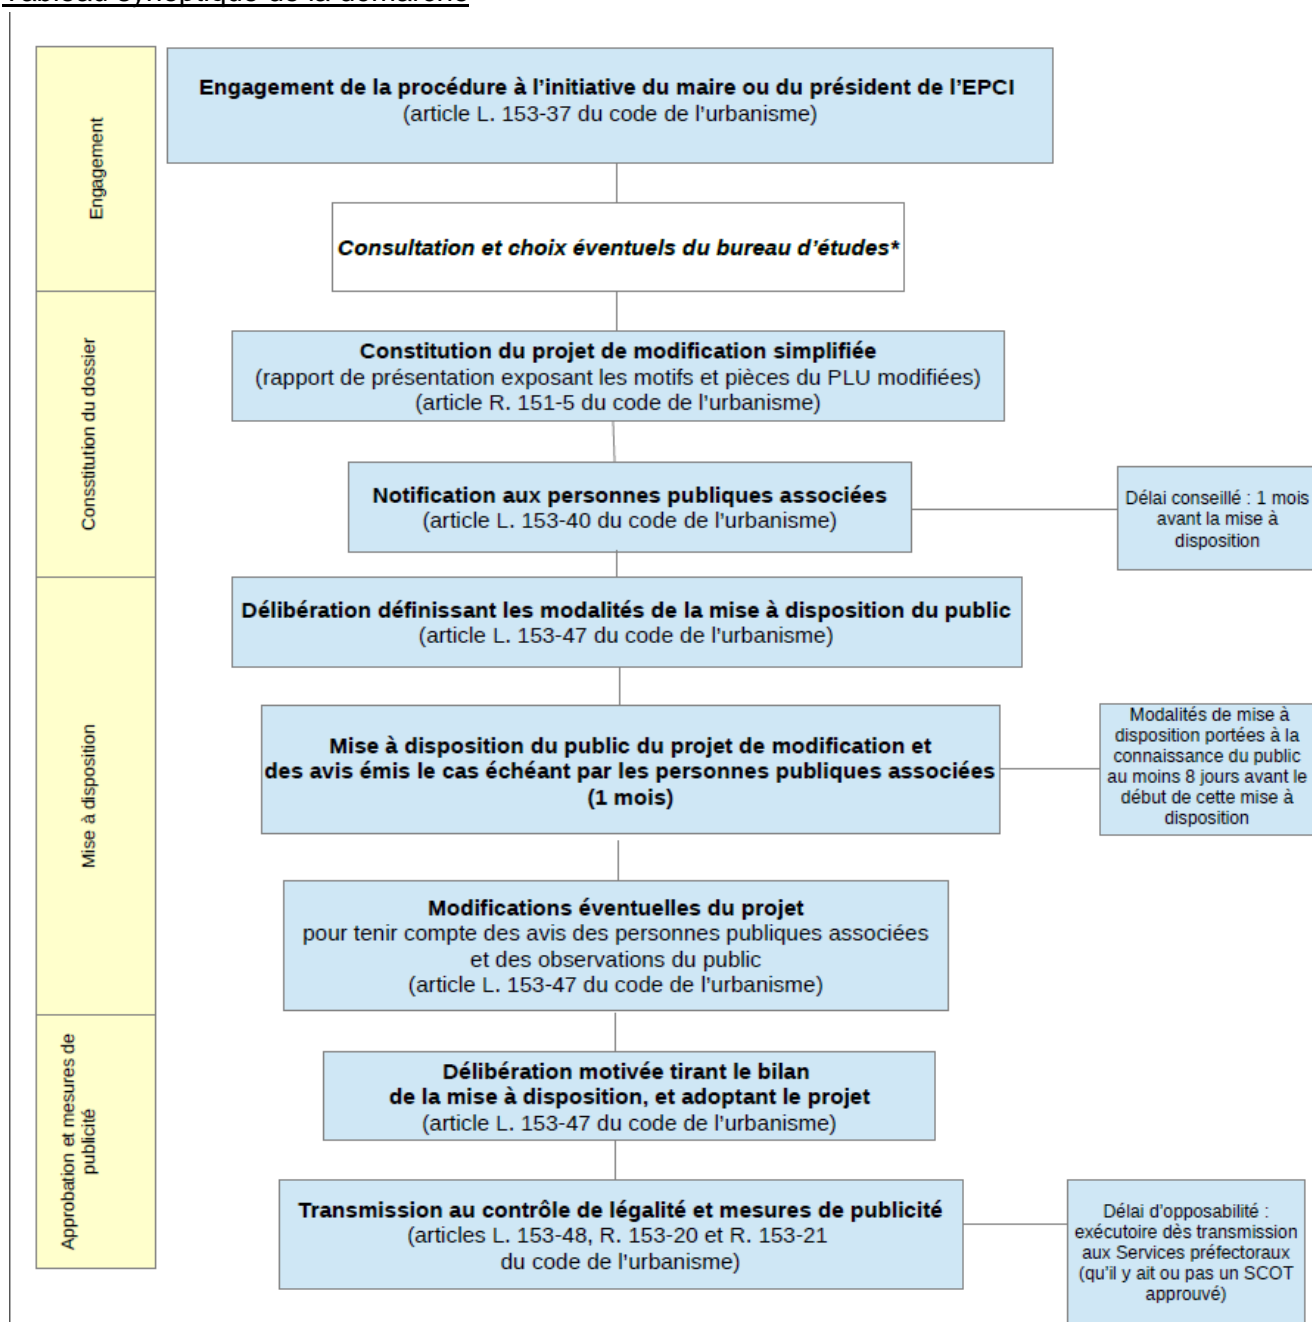 Tableau synoptique de la démarche
Engagement
Engagement de la procédure à l'initiative du maire ou du président de l'EPCI
(article L. 153-37 du code de l'urbanisme)
Consultation et choix éventuels du bureau d'études*
Consstitution du dossier
Constitution du projet de modification simplifiée
(rapport de présentation exposant les motifs et pièces du PLU modifiées)
(article R. 151-5 du code de l'urbanisme)
Notification aux personnes publiques associées
(article L. 153-40 du code de l'urbanisme)
Délai conseillé : 1 mois
avant la mise à
disposition
Mise à disposition
Délibération définissant les modalités de la mise à disposition du public
(article L. 153-47 du code de l'urbanisme)
Mise à disposition du public du projet de modification et
des avis émis le cas échéant par les personnes publiques associées
(1 mois)
Modalités de mise à
disposition portées à la
connaissance du public
au moins 8 jours avant le
début de cette mise à
disposition
Modifications éventuelles du projet
pour tenir compte des avis des personnes publiques associées
et des observations du public
(article L. 153-47 du code de l'urbanisme)
Approbation et mesures de
publicité
Délibération motivée tirant le bilan
de la mise à disposition, et adoptant le projet
(article L. 153-47 du code de l'urbanisme)
Transmission au contrôle de légalité et mesures de publicité
(articles L. 153-48, R. 153-20 et R. 153-21
du code de l'urbanisme)
Délai d'opposabilité :
exécutoire dès transmission
aux Services préfectoraux
(qu'il y ait ou pas un SCOT
approuvé)